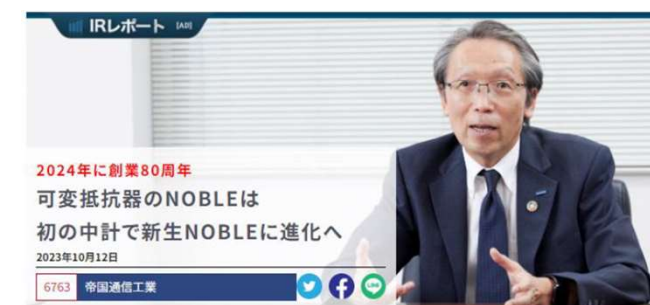 IRレポート [AD]
2024年に創業80周年
可変抵抗器のNOBLEは
初の中計で新生NOBLEに進化へ
2023年10月12日
6763 帝国通信工業
LINE